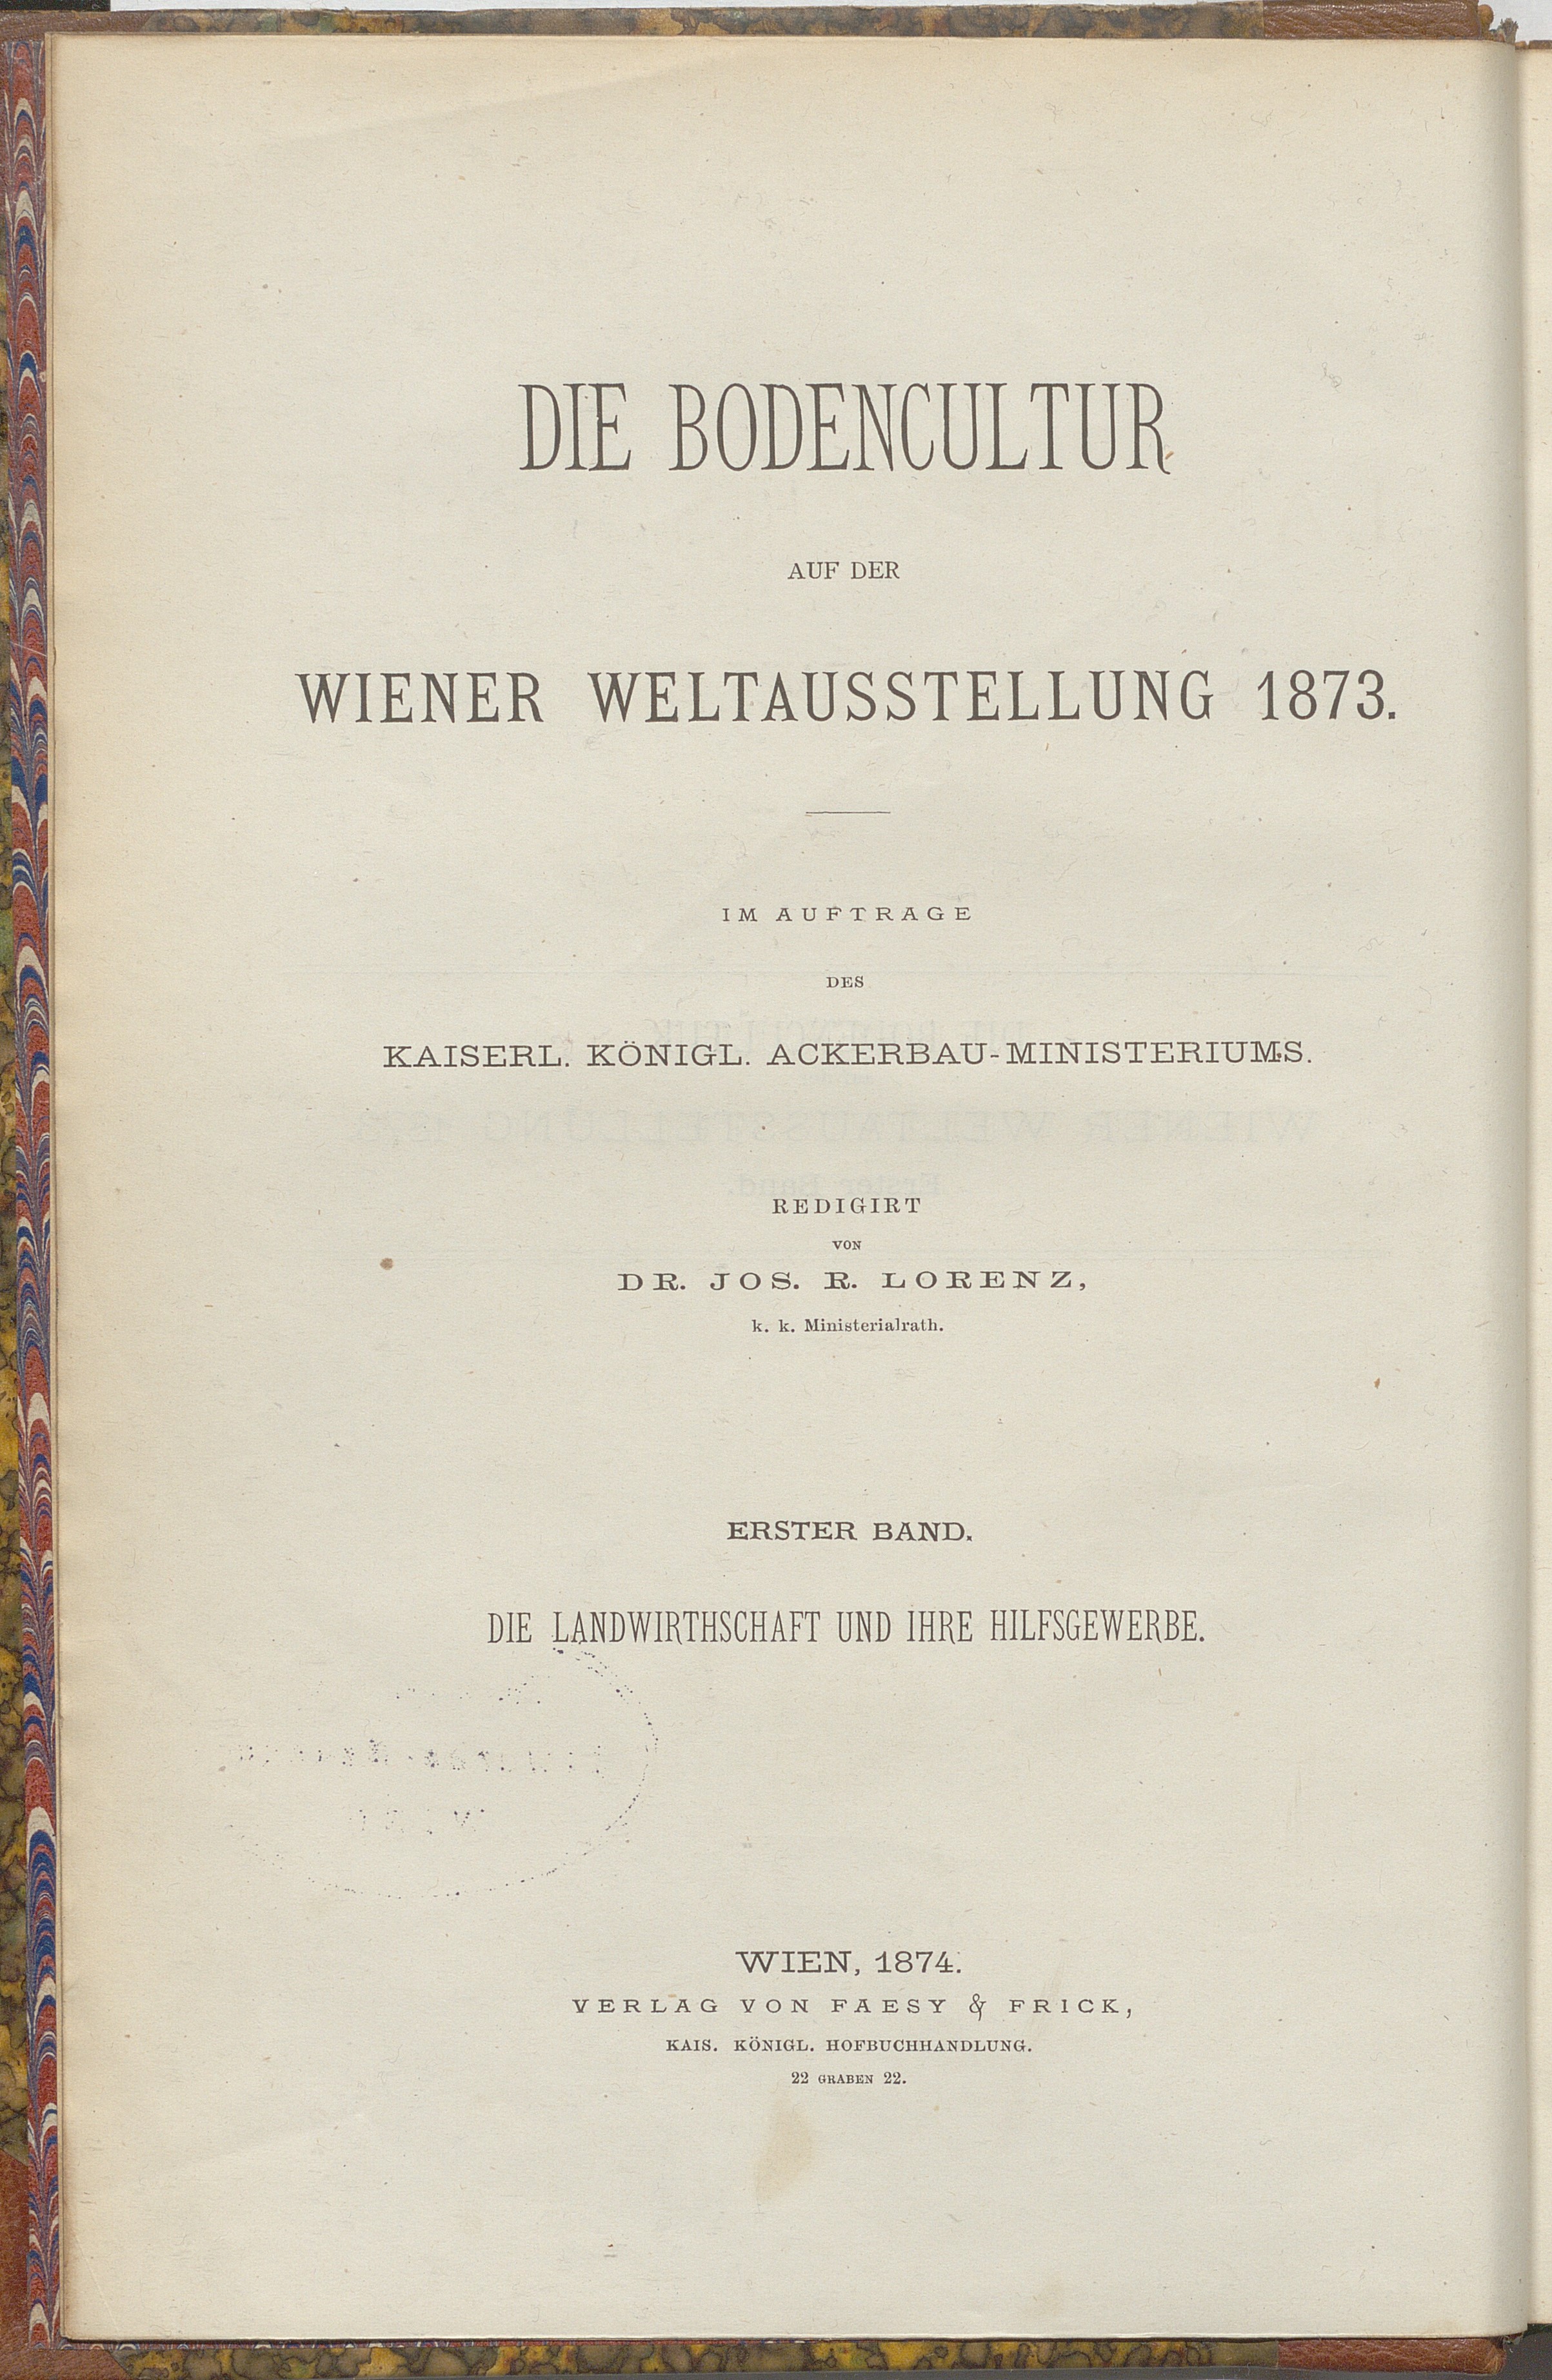 DIE BODENCULTUR
AUF DER
WIENER WELTAUSSTELLUNG 1873.
IM AUFTRAGE
DES
KAISERL. KÖNIGL. ACKERBAU-MINISTERIUMS.
REDIGIRT
VON
DR. JOS. R. LORENZ,
k. k. Ministerialrath.
ERSTER BAND.
DIE LANDWIRTHSCHAFT UND IHRE HILFSGEWERBE.
WIEN, 1874.
VERLAG VON FAESY & FRICK,
KAIS. KÖNIGL. HOFBUCHHANDLUNG.
22 GRABEN 22.